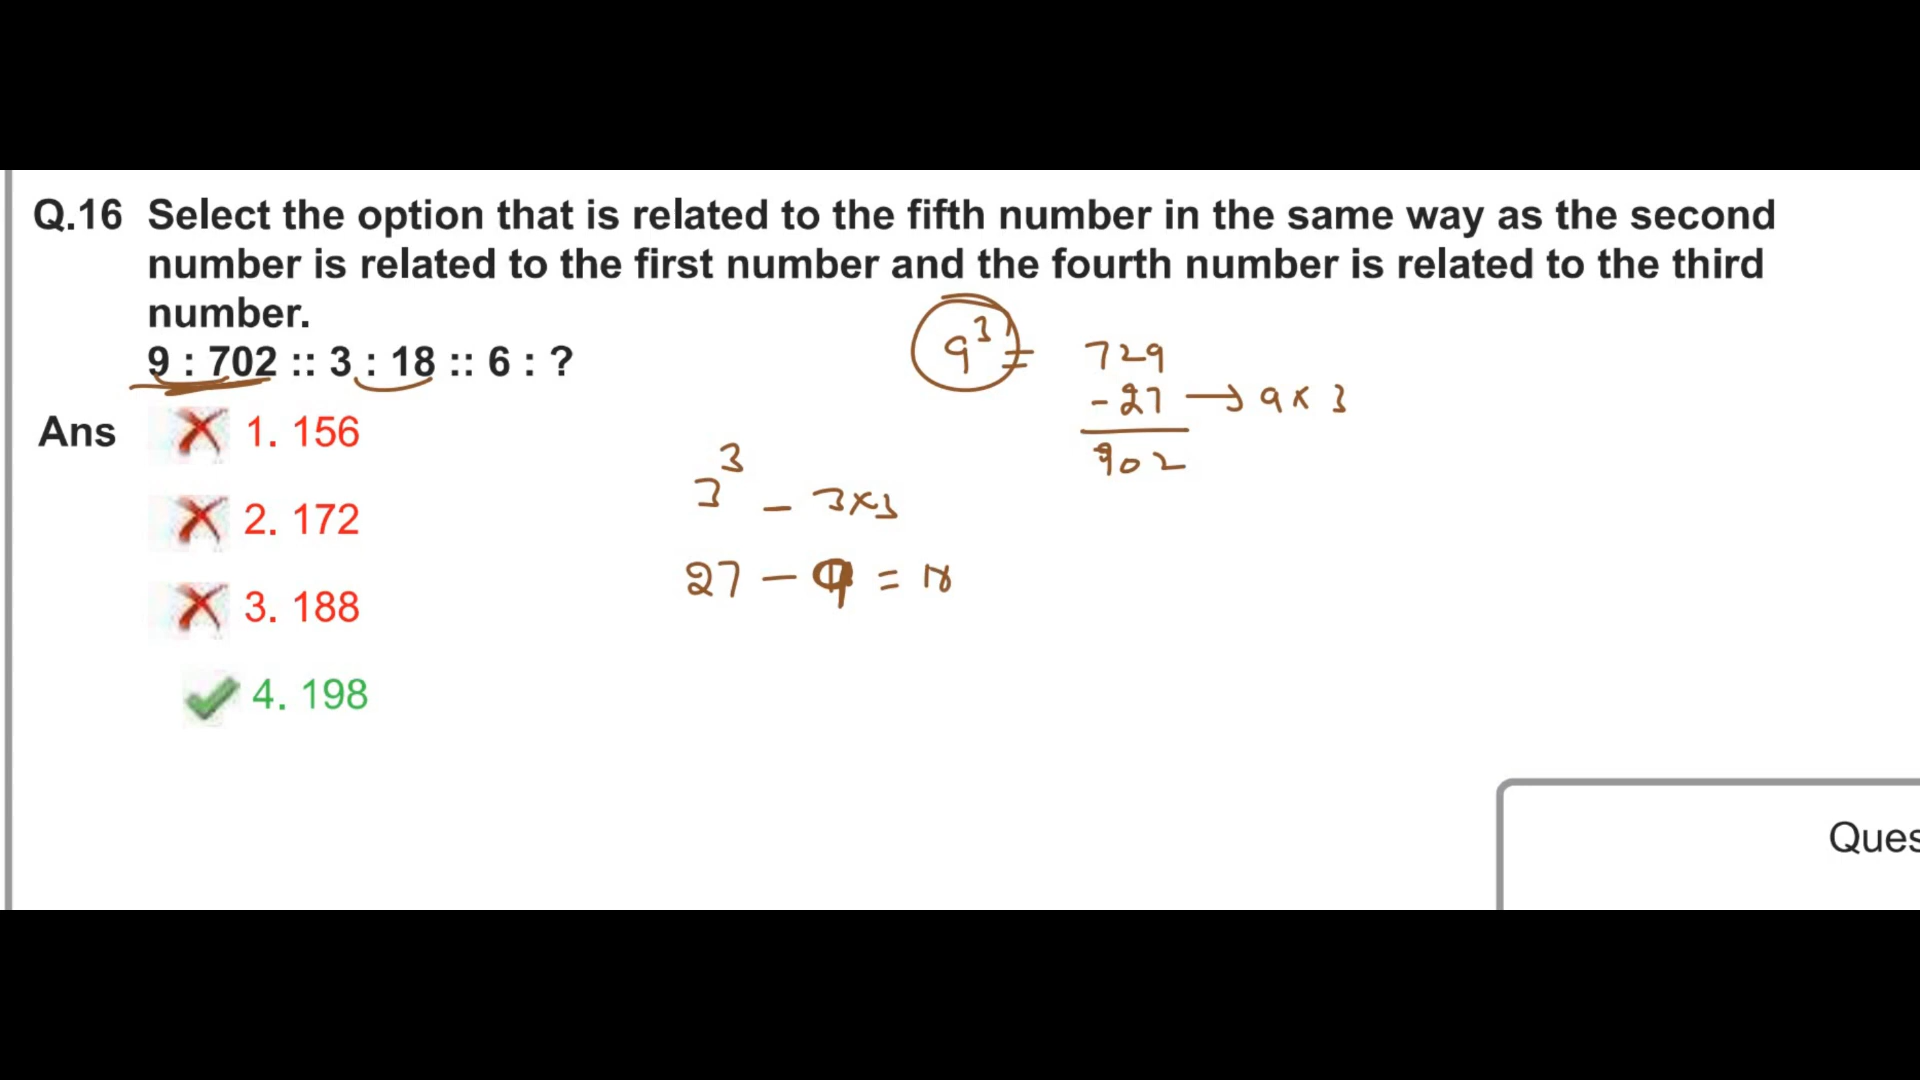 Q.16 Select the option that is related to the fifth number in the same way as the second
number is related to the first number and the fourth number is related to the third
number.
9 : 702 :: 3 : 18 :: 6 : ?
Ans 1. 156
2. 172
3. 188
4. 198
9³ = 729
- 27 → 9 × 3
702
3³ - 3×3
27 - 9 = 18
Ques